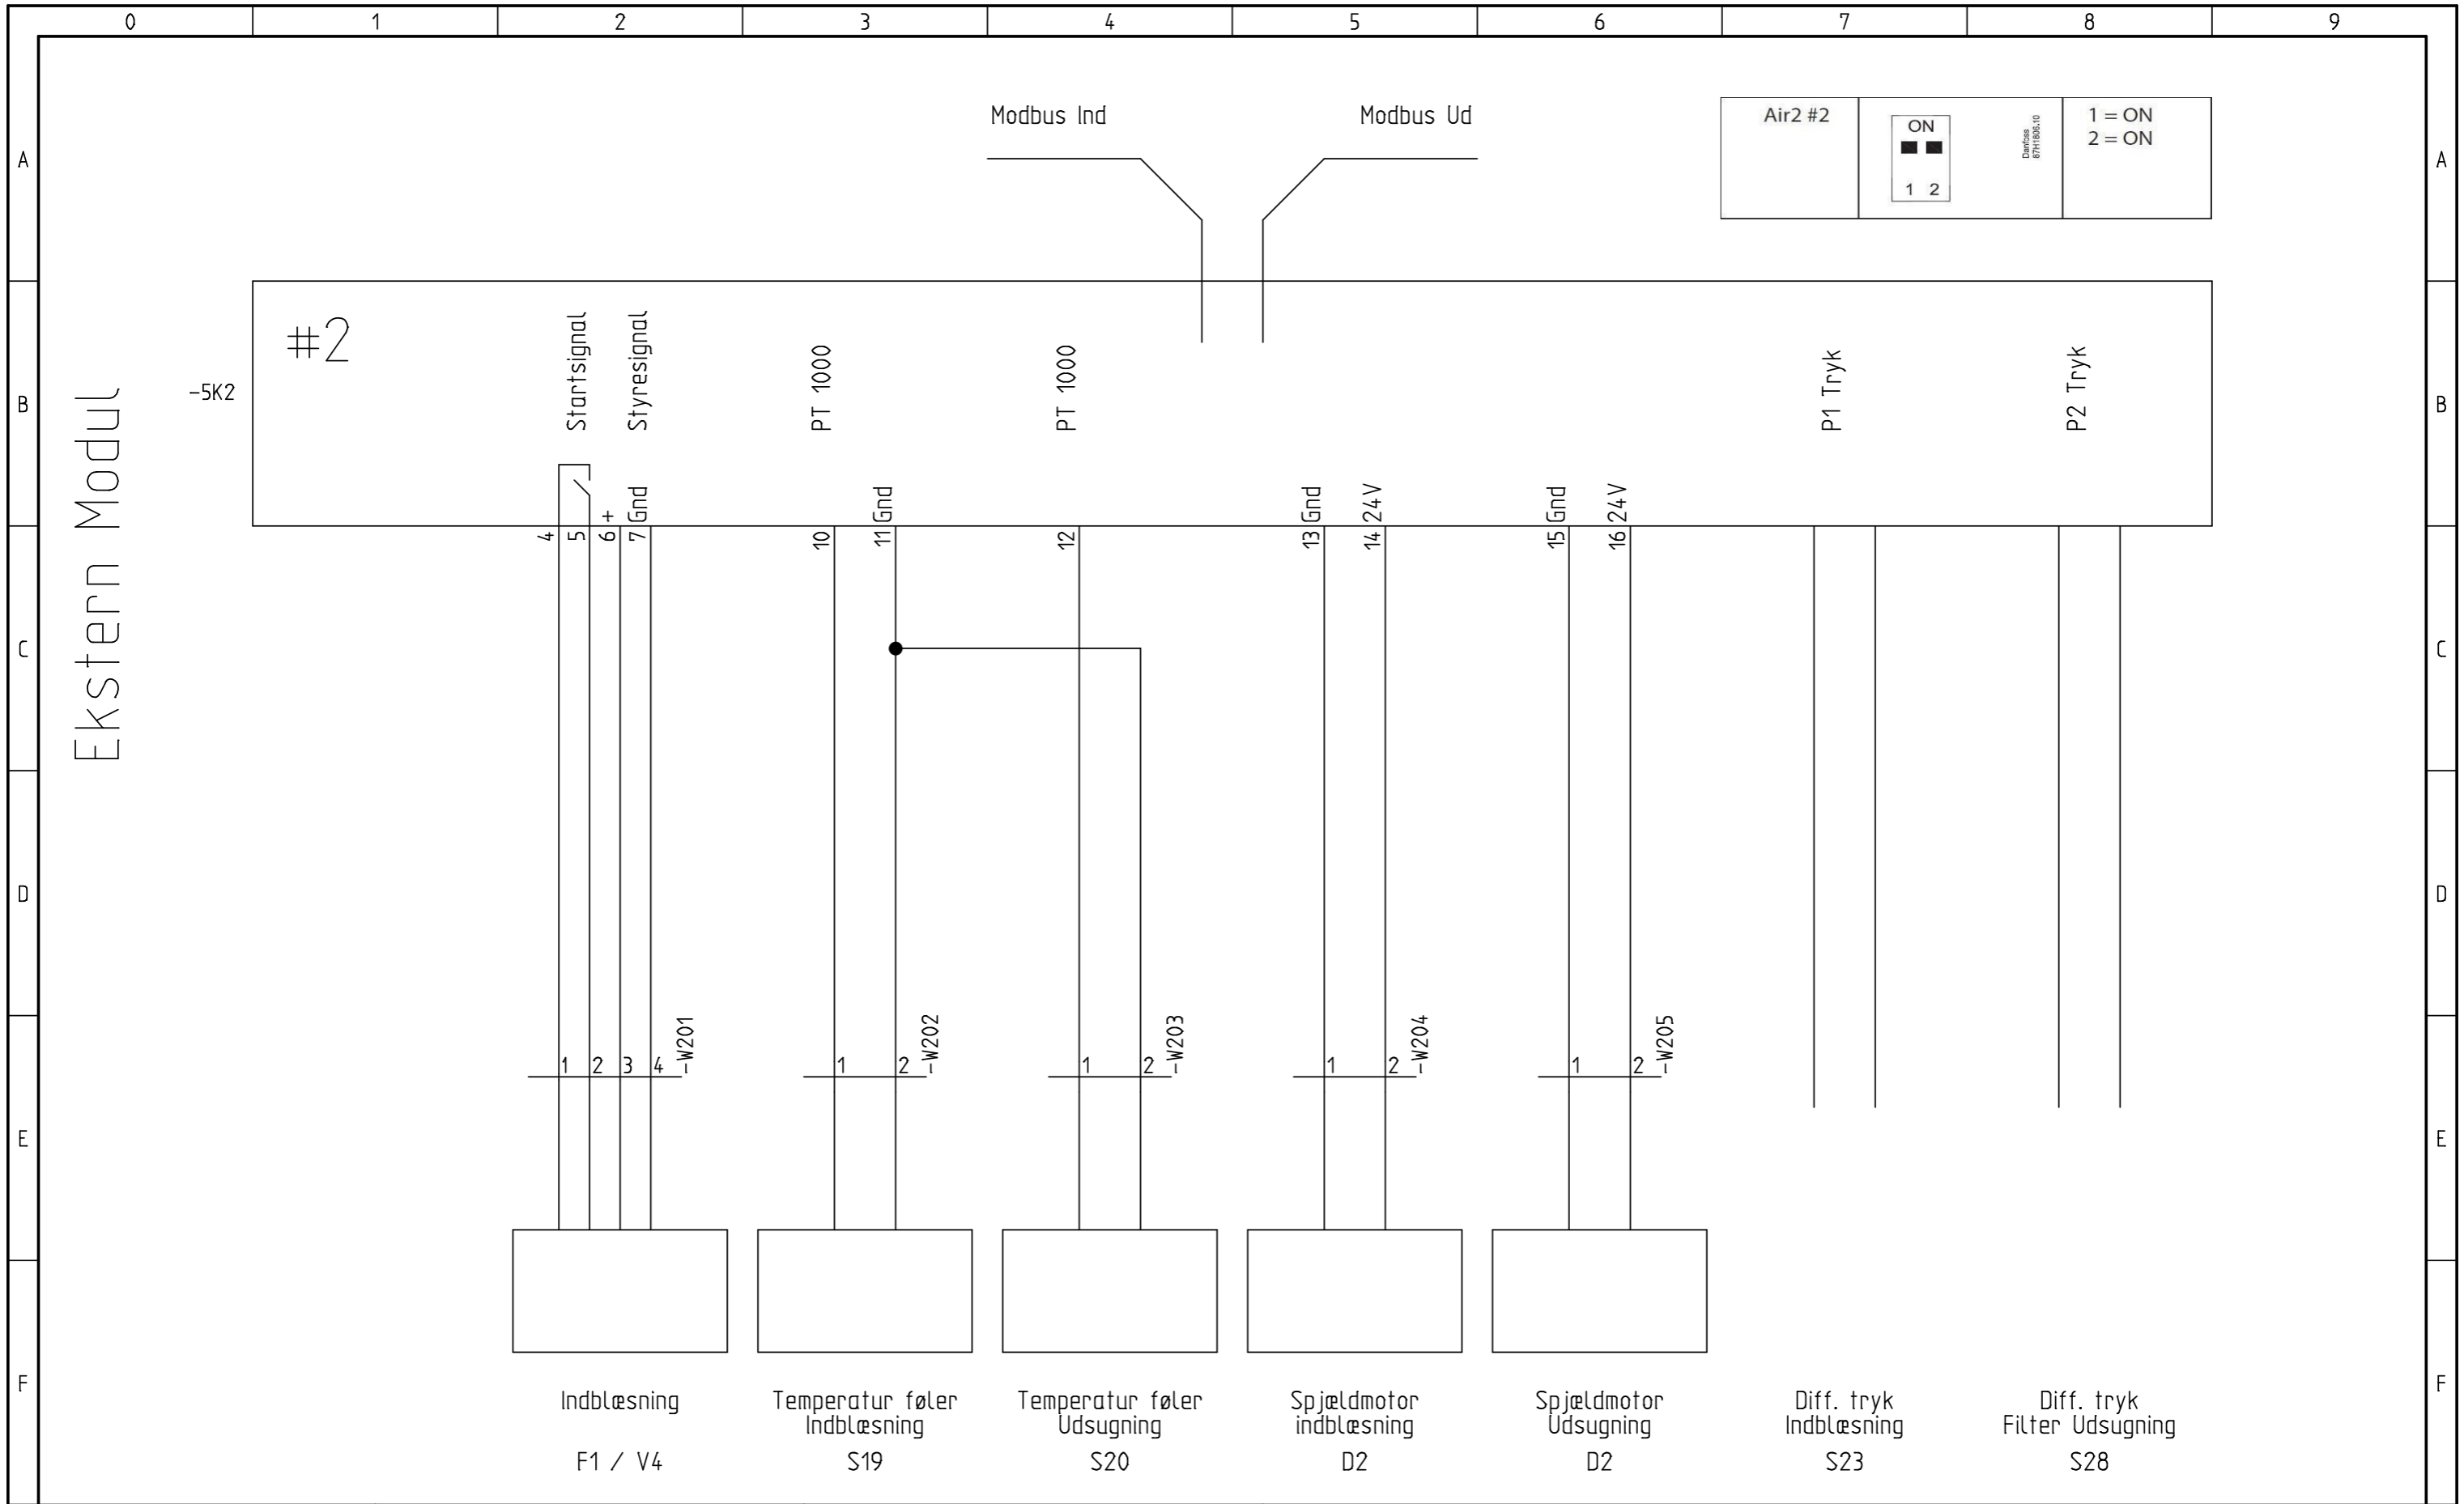 0 1 2 3 4 5 6 7 8 9
Modbus Ind
Modbus Ud
Air2 #2
ON
1 2
Danfoss
87H1806.10
1 = ON
2 = ON
A
A
#2
-5K2
Startsignal
Styresignal
PT 1000
PT 1000
P1 Tryk
P2 Tryk
B
B
Ekstern Modul
+
Gnd
Gnd
Gnd
24V
Gnd
24V
4
5
6
7
10
11
12
13
14
15
16
C
C
D
D
1 2 3 4 -W201
1 2 -W202
1 2 -W203
1 2 -W204
1 2 -W205
E
E
F
F
Indblæsning
F1 / V4
Temperatur føler
Indblæsning
S19
Temperatur føler
Udsugning
S20
Spjældmotor
indblæsning
D2
Spjældmotor
Udsugning
D2
Diff. tryk
Indblæsning
S23
Diff. tryk
Filter Udsugning
S28